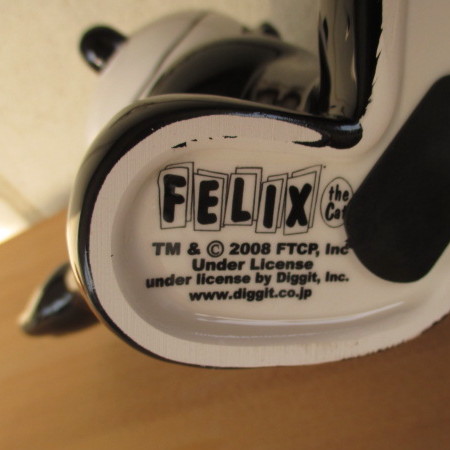 FELIX the Cat
TM & © 2008 FTCP, Inc
Under License
under license by Diggit, Inc.
www.diggit.co.jp